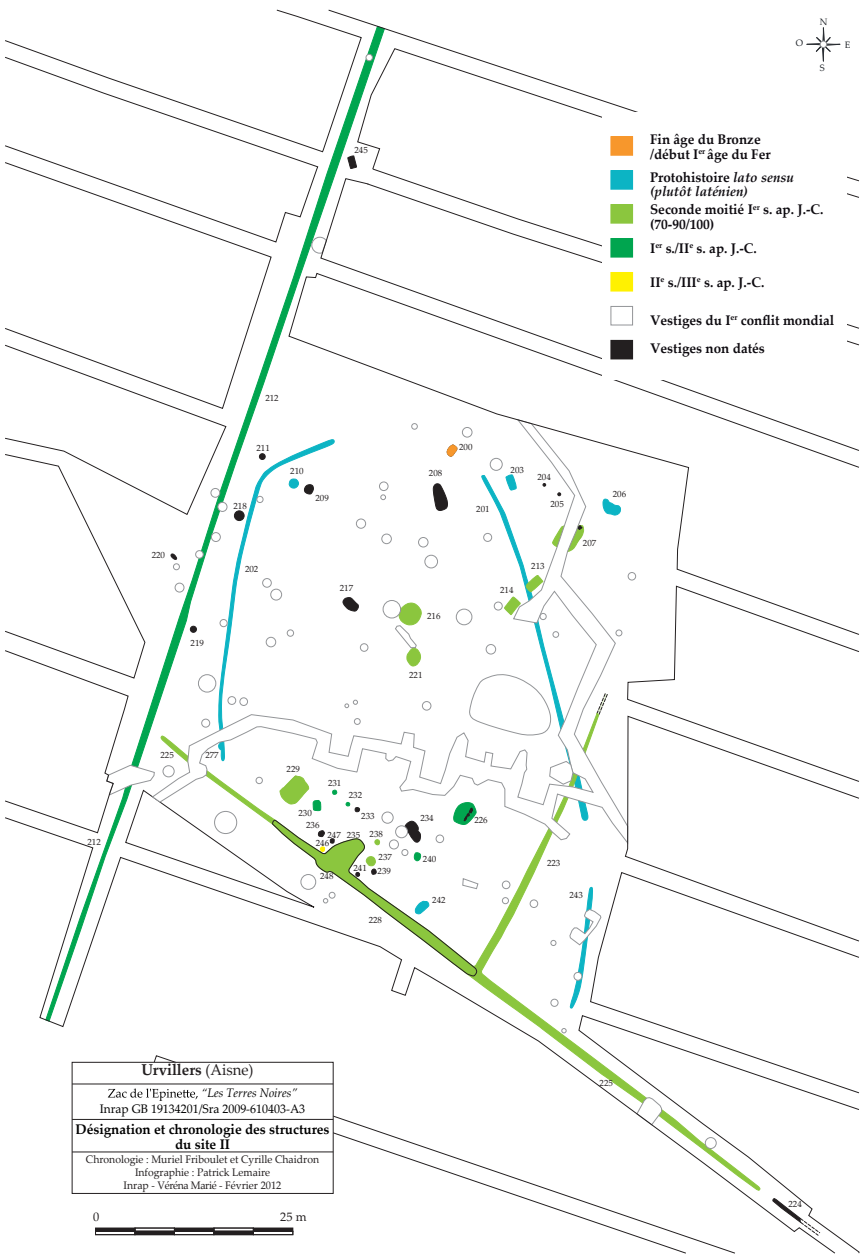 N
O
E
S
Fin âge du Bronze
/début Iᵉʳ âge du Fer
Protohistoire lato sensu
(plutôt laténien)
Seconde moitié Iᵉʳ s. ap. J.-C.
(70-90/100)
Iᵉʳ s./IIᵉ s. ap. J.-C.
IIᵉ s./IIIᵉ s. ap. J.-C.
Vestiges du Iᵉʳ conflit mondial
Vestiges non datés
245
212
211
200
210
209
208
203
204
205
206
201
218
207
220
202
213
217
214
216
219
221
225
277
229
231
232
230
233
234
226
236
247
235
238
246
237
240
223
248
241
239
212
228
242
243
225
224
Urvillers (Aisne)
Zac de l'Epinette, "Les Terres Noires"
Inrap GB 19134201/Sra 2009-610403-A3
Désignation et chronologie des structures
du site II
Chronologie : Muriel Friboulet et Cyrille Chaidron
Infographie : Patrick Lemaire
Inrap - Véréna Marié - Février 2012
0
25 m